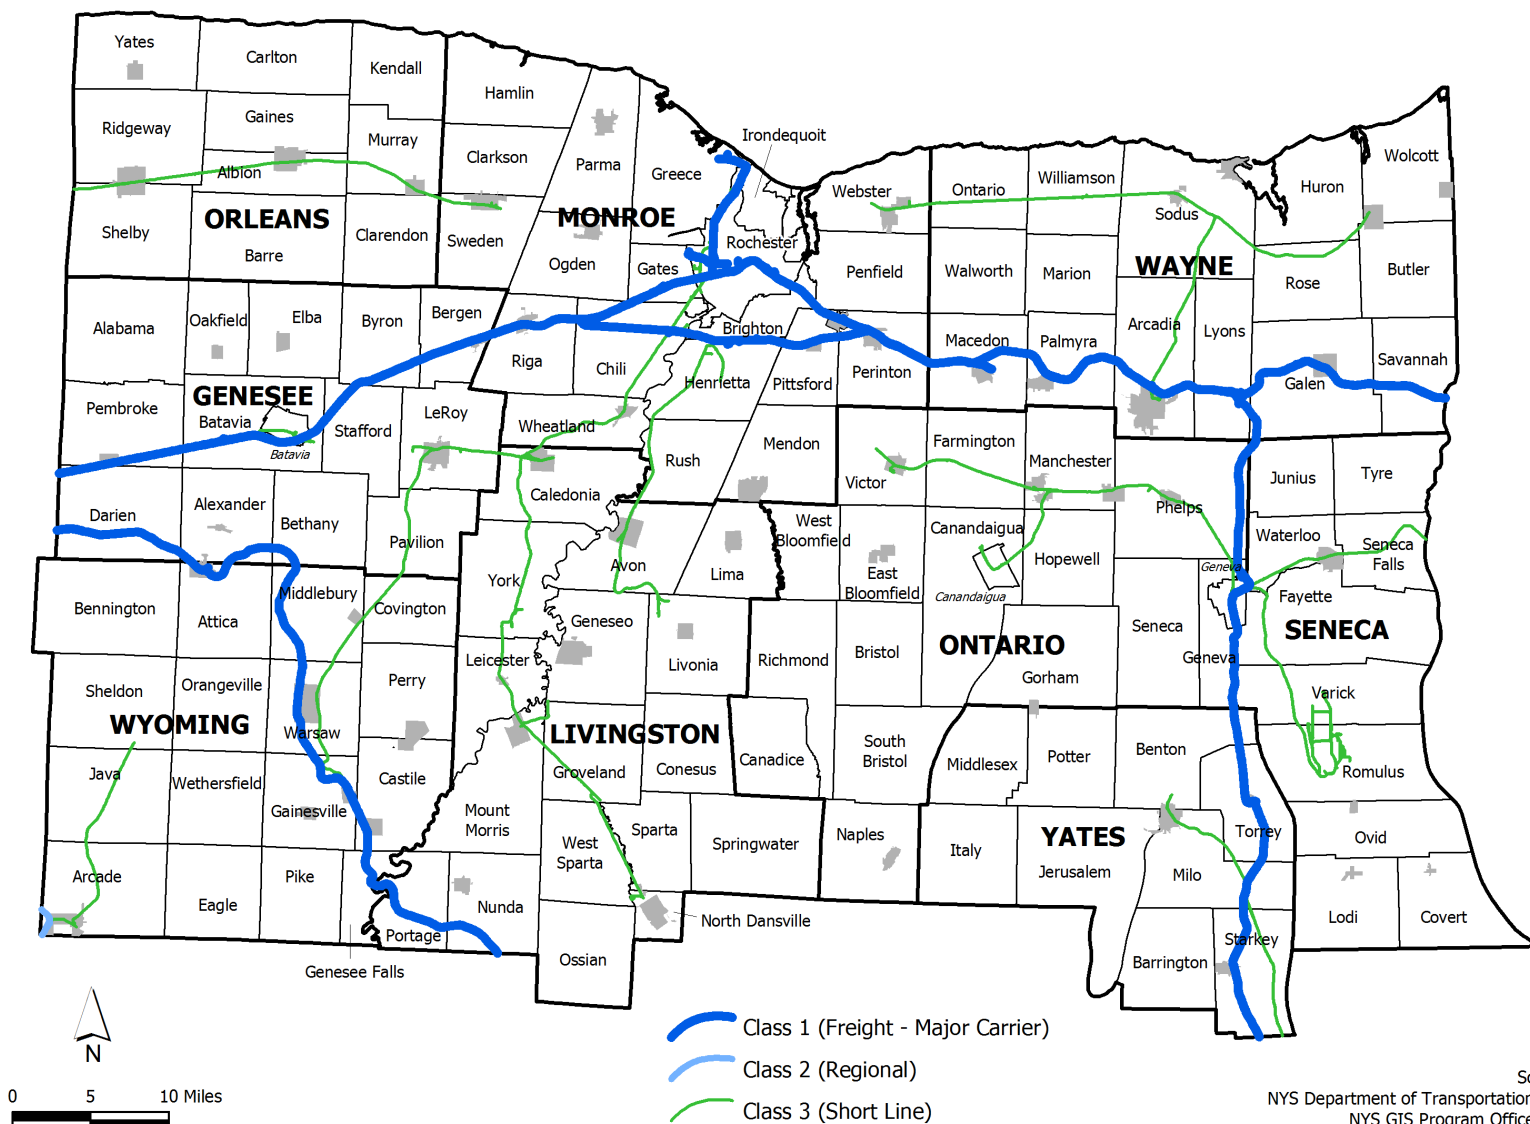 Yates
Carlton
Kendall
Hamlin
Ridgeway
Gaines
Murray
Clarkson
Parma
Greece
Irondequoit
Webster
Ontario
Williamson
Wolcott
Huron
Albion
Sodus
ORLEANS
MONROE
Shelby
Clarendon
Sweden
Barre
Ogden
Gates
Rochester
Penfield
Walworth
Marion
WAYNE
Rose
Butler
Alabama
Oakfield
Elba
Byron
Bergen
Brighton
Macedon
Palmyra
Arcadia
Lyons
Savannah
Riga
Chili
Henrietta
Pittsford
Perinton
Galen
GENESEE
Pembroke
Batavia
LeRoy
Stafford
Wheatland
Batavia
Mendon
Farmington
Rush
Victor
Manchester
Junius
Tyre
Alexander
Caledonia
Darien
Bethany
West
Bloomfield
Canandaigua
Phelps
Waterloo
Seneca
Falls
Pavilion
Avon
Lima
East
Bloomfield
Hopewell
Geneva
York
Canandaigua
Bennington
Middlebury
Covington
Attica
Geneseo
Fayette
Seneca
SENECA
ONTARIO
Leicester
Livonia
Richmond
Bristol
Geneva
Sheldon
Orangeville
Perry
Gorham
Varick
WYOMING
Warsaw
LIVINGSTON
Java
Wethersfield
Castile
Groveland
Conesus
Canadice
South
Bristol
Middlesex
Potter
Benton
Romulus
Gainesville
Mount
Morris
West
Sparta
Sparta
Springwater
Naples
Italy
YATES
Torrey
Ovid
Arcade
Pike
Jerusalem
Milo
Eagle
Nunda
North Dansville
Lodi
Covert
Portage
Starkey
Genesee Falls
Ossian
Barrington
N
Class 1 (Freight - Major Carrier)
Class 2 (Regional)
Class 3 (Short Line)
0 5 10 Miles
NYS Department of Transportation
NYS GIS Program Office